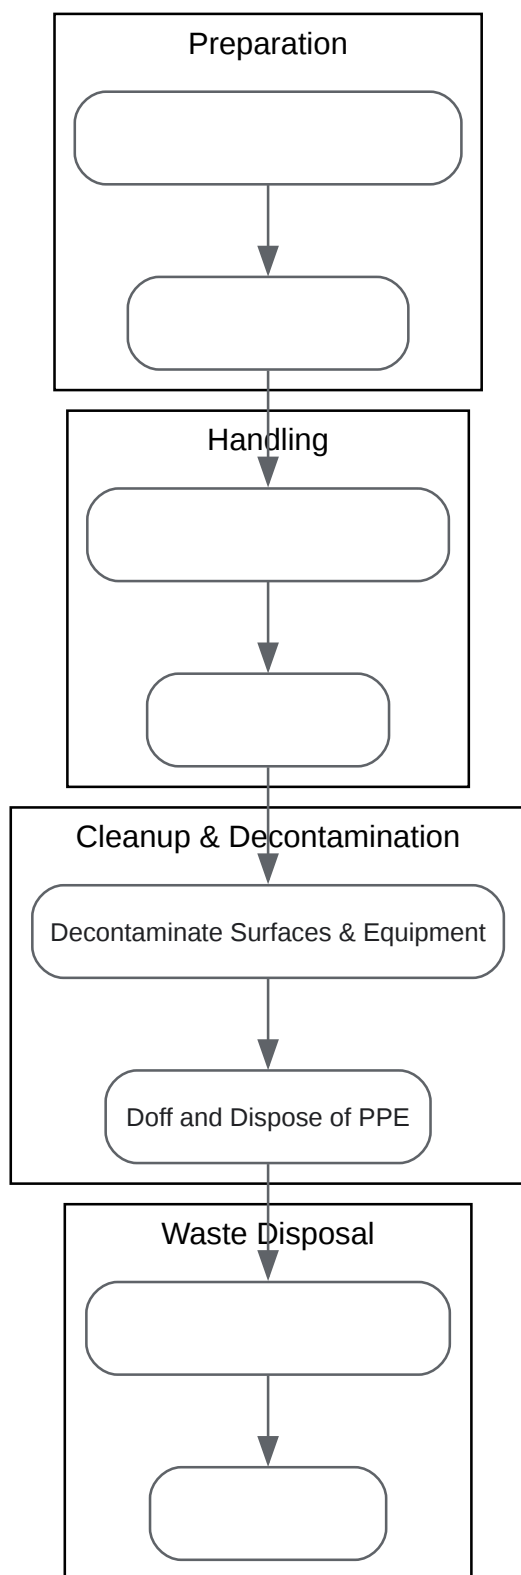 Preparation
Handling
Cleanup & Decontamination
Decontaminate Surfaces & Equipment
Doff and Dispose of PPE
Waste Disposal